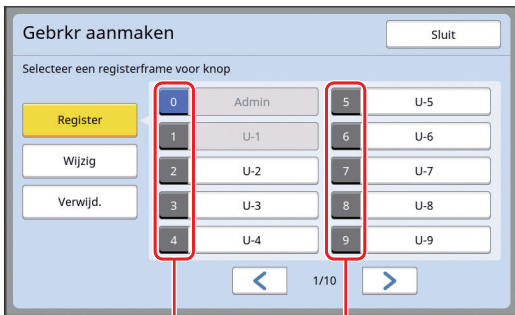 Gebrkr aanmaken
Sluit
Selecteer een registerframe voor knop
Register
Wijzig
Verwijd.
0 Admin 5 U-5
1 U-1 6 U-6
2 U-2 7 U-7
3 U-3 8 U-8
4 U-4 9 U-9
1/10